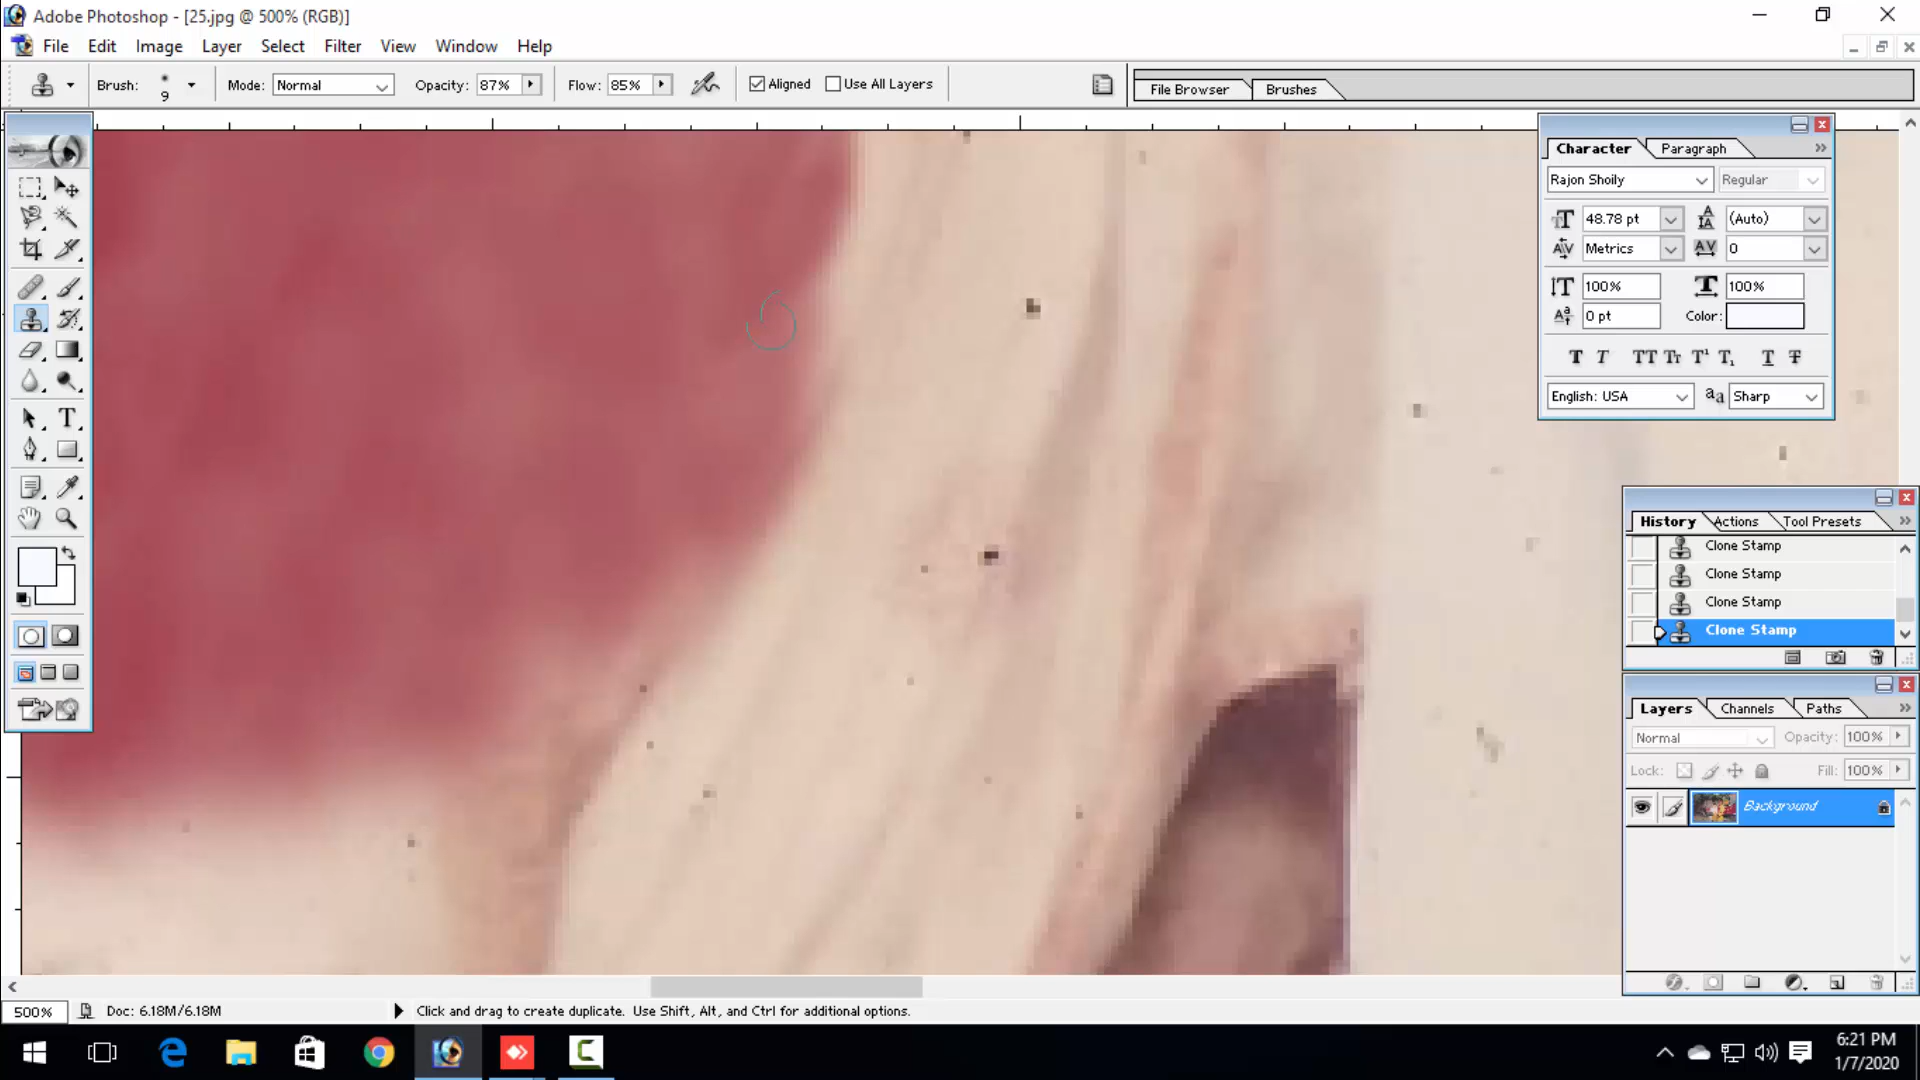 Adobe Photoshop - [25.jpg @ 500% (RGB)]
File Edit Image Layer Select Filter View Window Help
Brush: 9 Mode: Normal Opacity: 87% Flow: 85% Aligned Use All Layers
File Browser Brushes
Character Paragraph
Rajon Shoily Regular
48.78 pt (Auto)
Metrics 0
100% 100%
0 pt Color:
T T TT Tr T¹ T, T T
English: USA aa Sharp
History Actions Tool Presets
Clone Stamp
Clone Stamp
Clone Stamp
Clone Stamp
Layers Channels Paths
Normal Opacity: 100%
Lock: Fill: 100%
Background
500% Doc: 6.18M/6.18M Click and drag to create duplicate. Use Shift, Alt, and Ctrl for additional options.
6:21 PM
1/7/2020